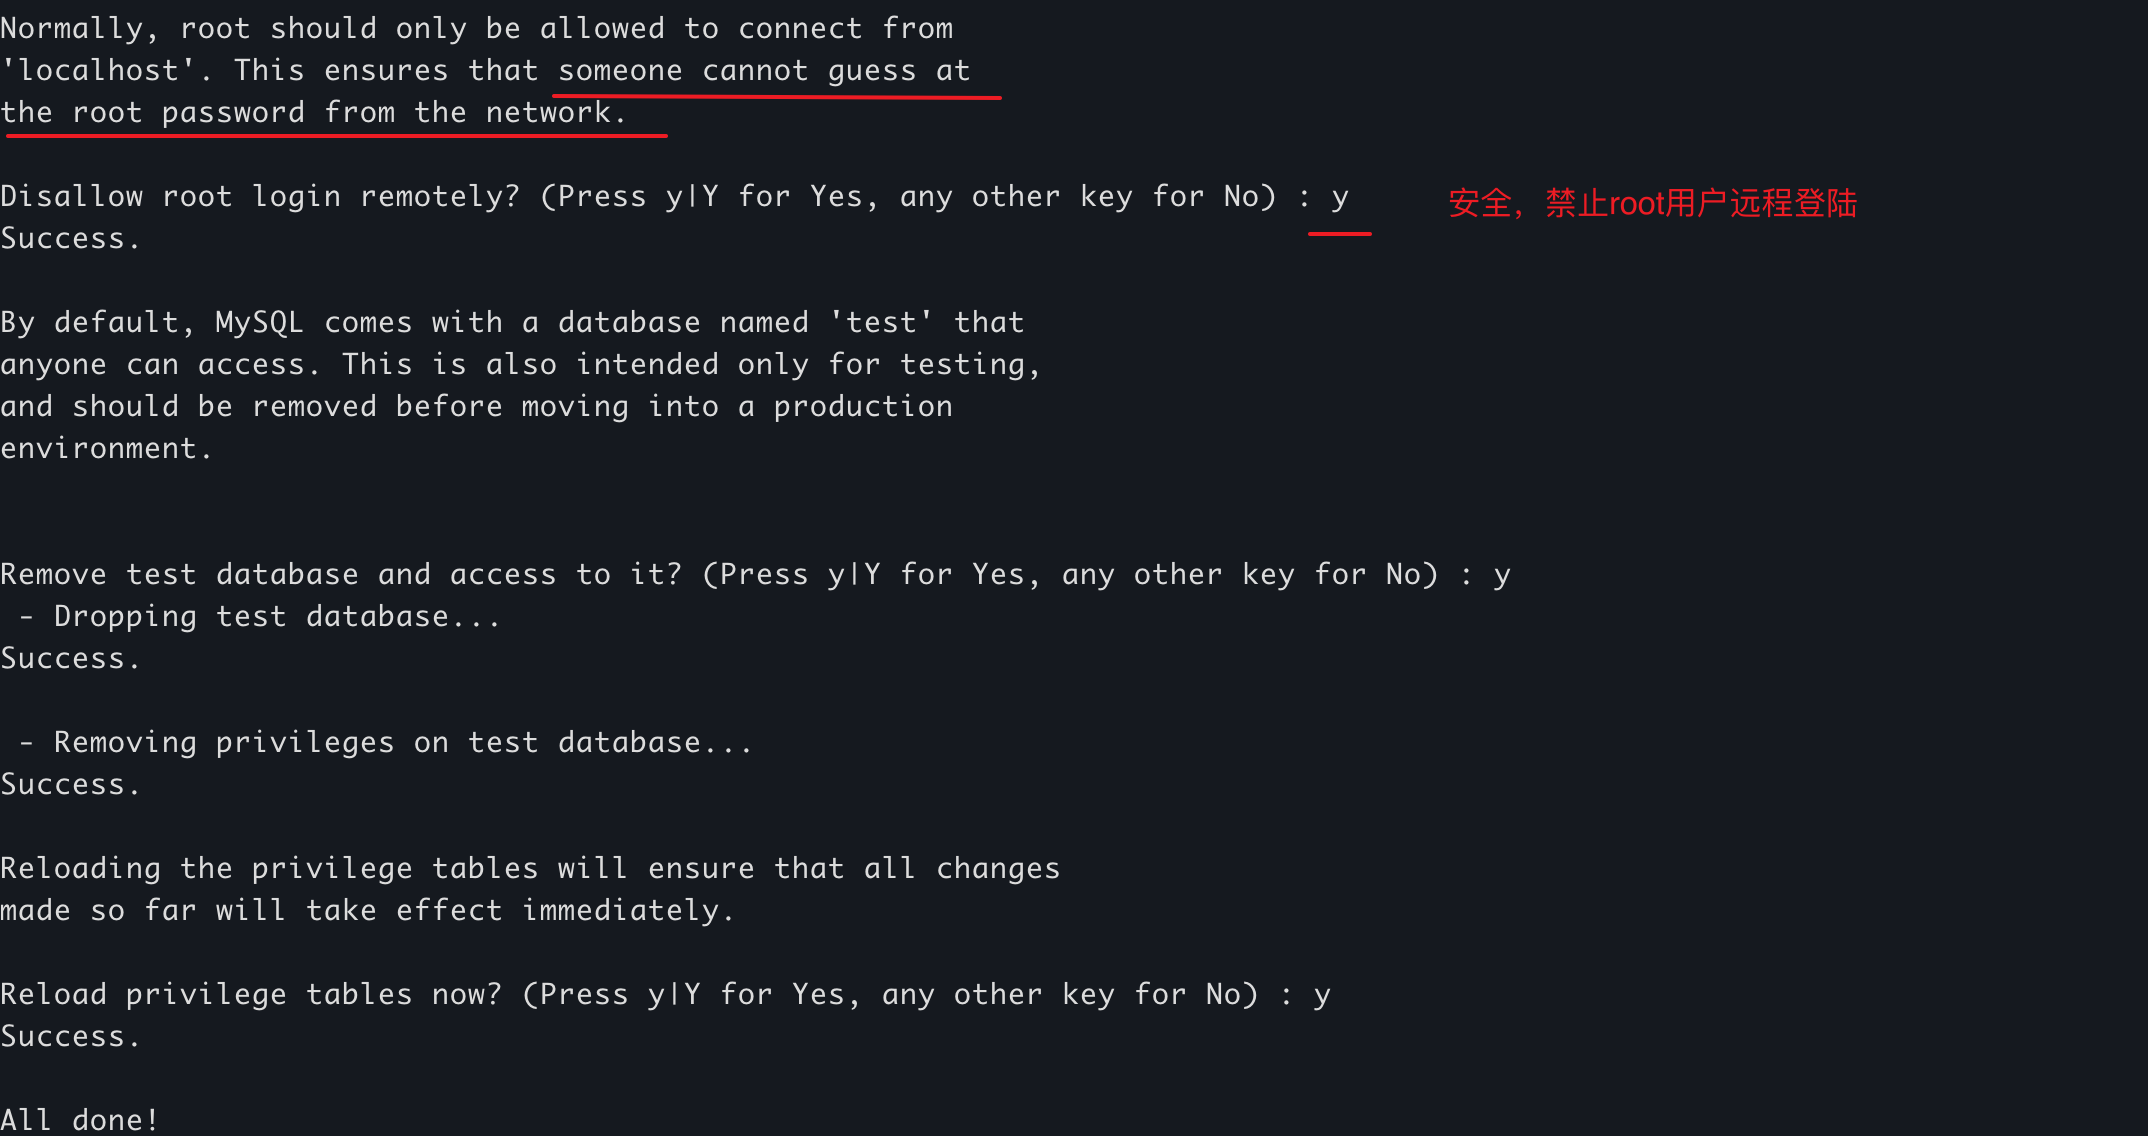 Normally, root should only be allowed to connect from
'localhost'. This ensures that someone cannot guess at
the root password from the network.
Disallow root login remotely? (Press y|Y for Yes, any other key for No) : y
安全，禁止root用户远程登陆
Success.
By default, MySQL comes with a database named 'test' that
anyone can access. This is also intended only for testing,
and should be removed before moving into a production
environment.
Remove test database and access to it? (Press y|Y for Yes, any other key for No) : y
 - Dropping test database...
Success.
 - Removing privileges on test database...
Success.
Reloading the privilege tables will ensure that all changes
made so far will take effect immediately.
Reload privilege tables now? (Press y|Y for Yes, any other key for No) : y
Success.
All done!